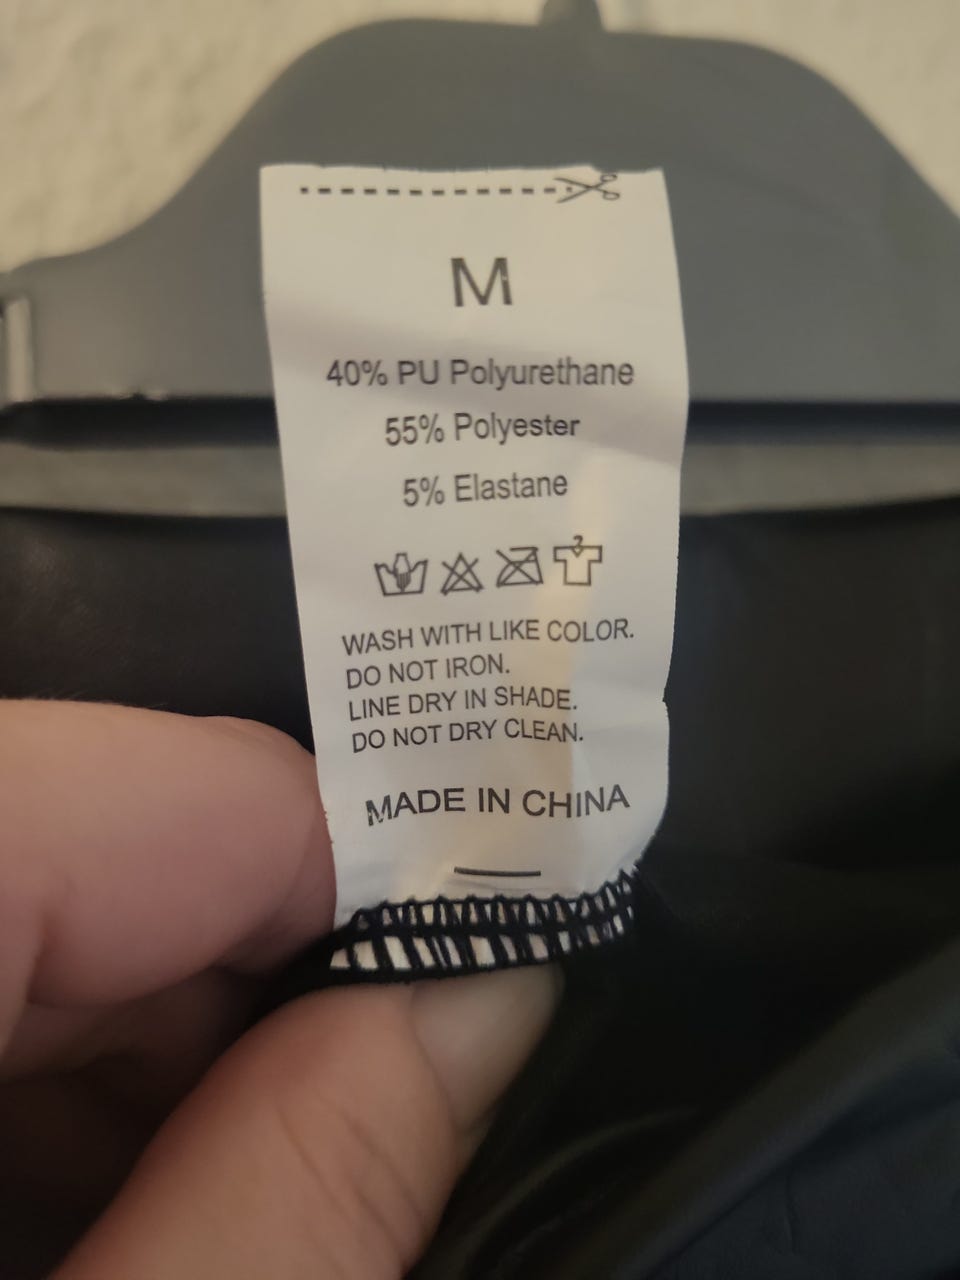 M
40% PU Polyurethane
55% Polyester
5% Elastane
WASH WITH LIKE COLOR.
DO NOT IRON.
LINE DRY IN SHADE.
DO NOT DRY CLEAN.
MADE IN CHINA